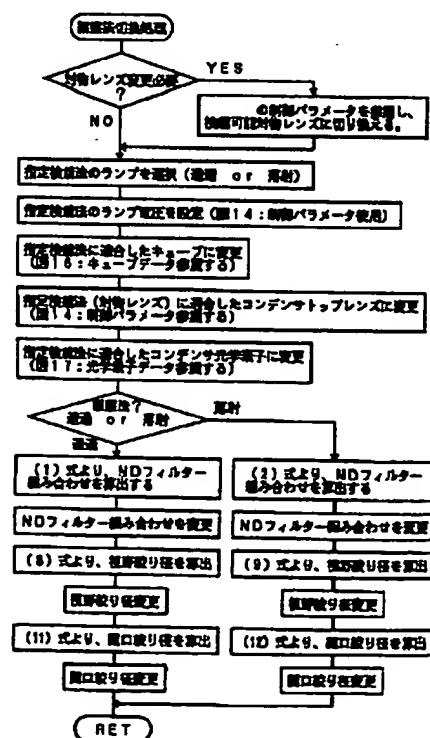 検鏡法切換処理
対物レンズ変更必要
?
YES
NO
の制御パラメータを参照し、
検鏡可能対物レンズに切り換える。
指定検鏡法のランプを選択(透過 or 落射)
指定検鏡法のランプ電圧を設定(図14:制御パラメータ使用)
指定検鏡法に適合したキューブに変更
(図16:キューブデータ参照する)
指定検鏡法(対物レンズ)に適合したコンデンサトップレンズに変更
(図14:制御パラメータ参照する)
指定検鏡法に適合したコンデンサ光学素子に変更
(図17:光学素子データ参照する)
検鏡法?
透過 or 落射
落射
透過
(1)式より、NDフィルター
組み合わせを算出する
(2)式より、NDフィルター
組み合わせを算出する
NDフィルター組み合わせを変更
NDフィルター組み合わせを変更
(8)式より、視野絞り径を算出
(9)式より、視野絞り径を算出
視野絞り径変更
視野絞り径変更
(11)式より、開口絞り径を算出
(12)式より、開口絞り径を算出
開口絞り径変更
開口絞り径変更
RET